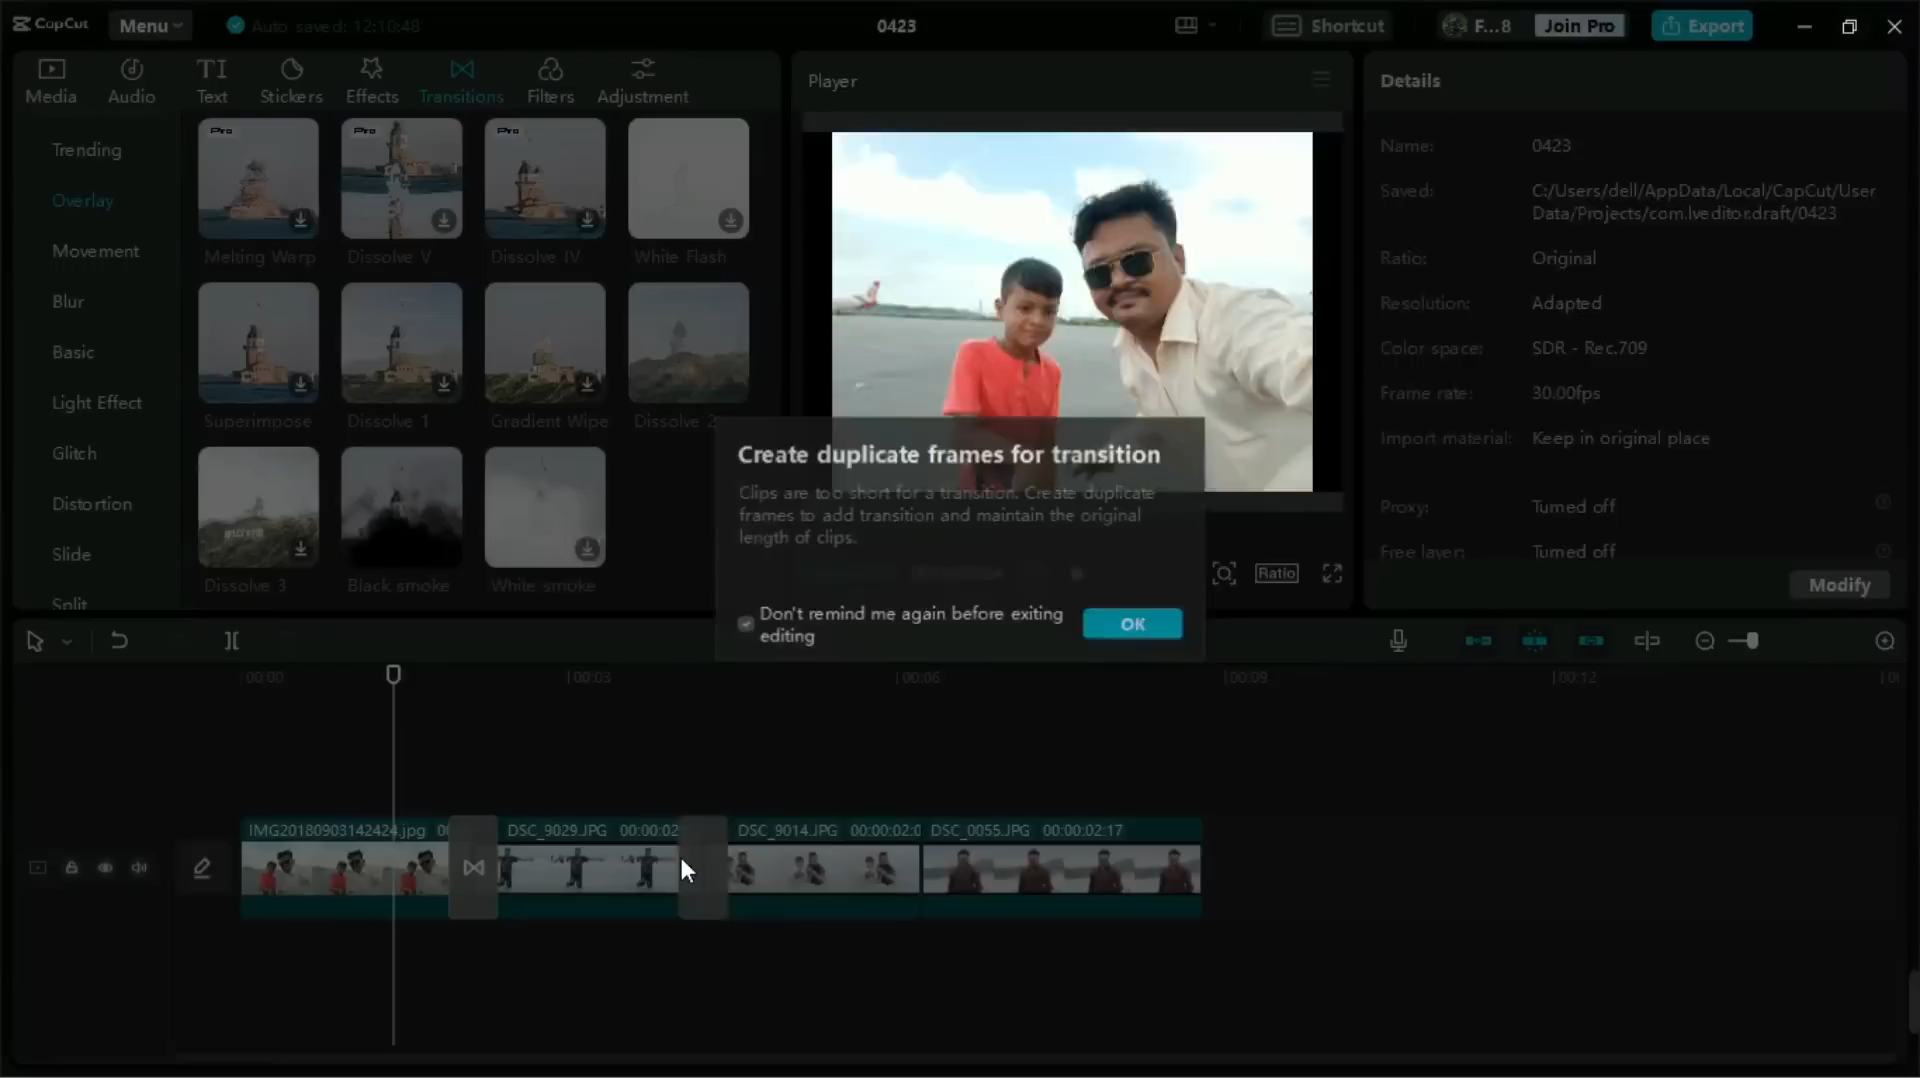 CapCut
Menu
Auto saved: 12:10:48
0423
Shortcut
F...8
Join Pro
Export
Media
Audio
TI
Text
Stickers
Effects
Transitions
Filters
Adjustment
Player
Details
Trending
Overlay
Movement
Blur
Basic
Light Effect
Glitch
Distortion
Slide
Split
Pro
Pro
Pro
Melting Warp
Dissolve V
Dissolve IV
White Flash
Superimpose
Dissolve 1
Gradient Wipe
Dissolve 2
Dissolve 3
Black smoke
White smoke
Name: 0423
Saved: C:/Users/dell/AppData/Local/CapCut/User
Data/Projects/com.lveditor.draft/0423
Ratio: Original
Resolution: Adapted
Color space: SDR - Rec.709
Frame rate: 30.00fps
Import material: Keep in original place
Proxy: Turned off
Free layer: Turned off
Modify
Ratio
Create duplicate frames for transition
Clips are too short for a transition. Create duplicate
frames to add transition and maintain the original
length of clips.
Don't remind me again before exiting
editing
OK
00:00
00:03
00:06
00:09
00:12
IMG20180903142424.jpg
DSC_9029.JPG 00:00:02
DSC_9014.JPG 00:00:02:0
DSC_0055.JPG 00:00:02:17